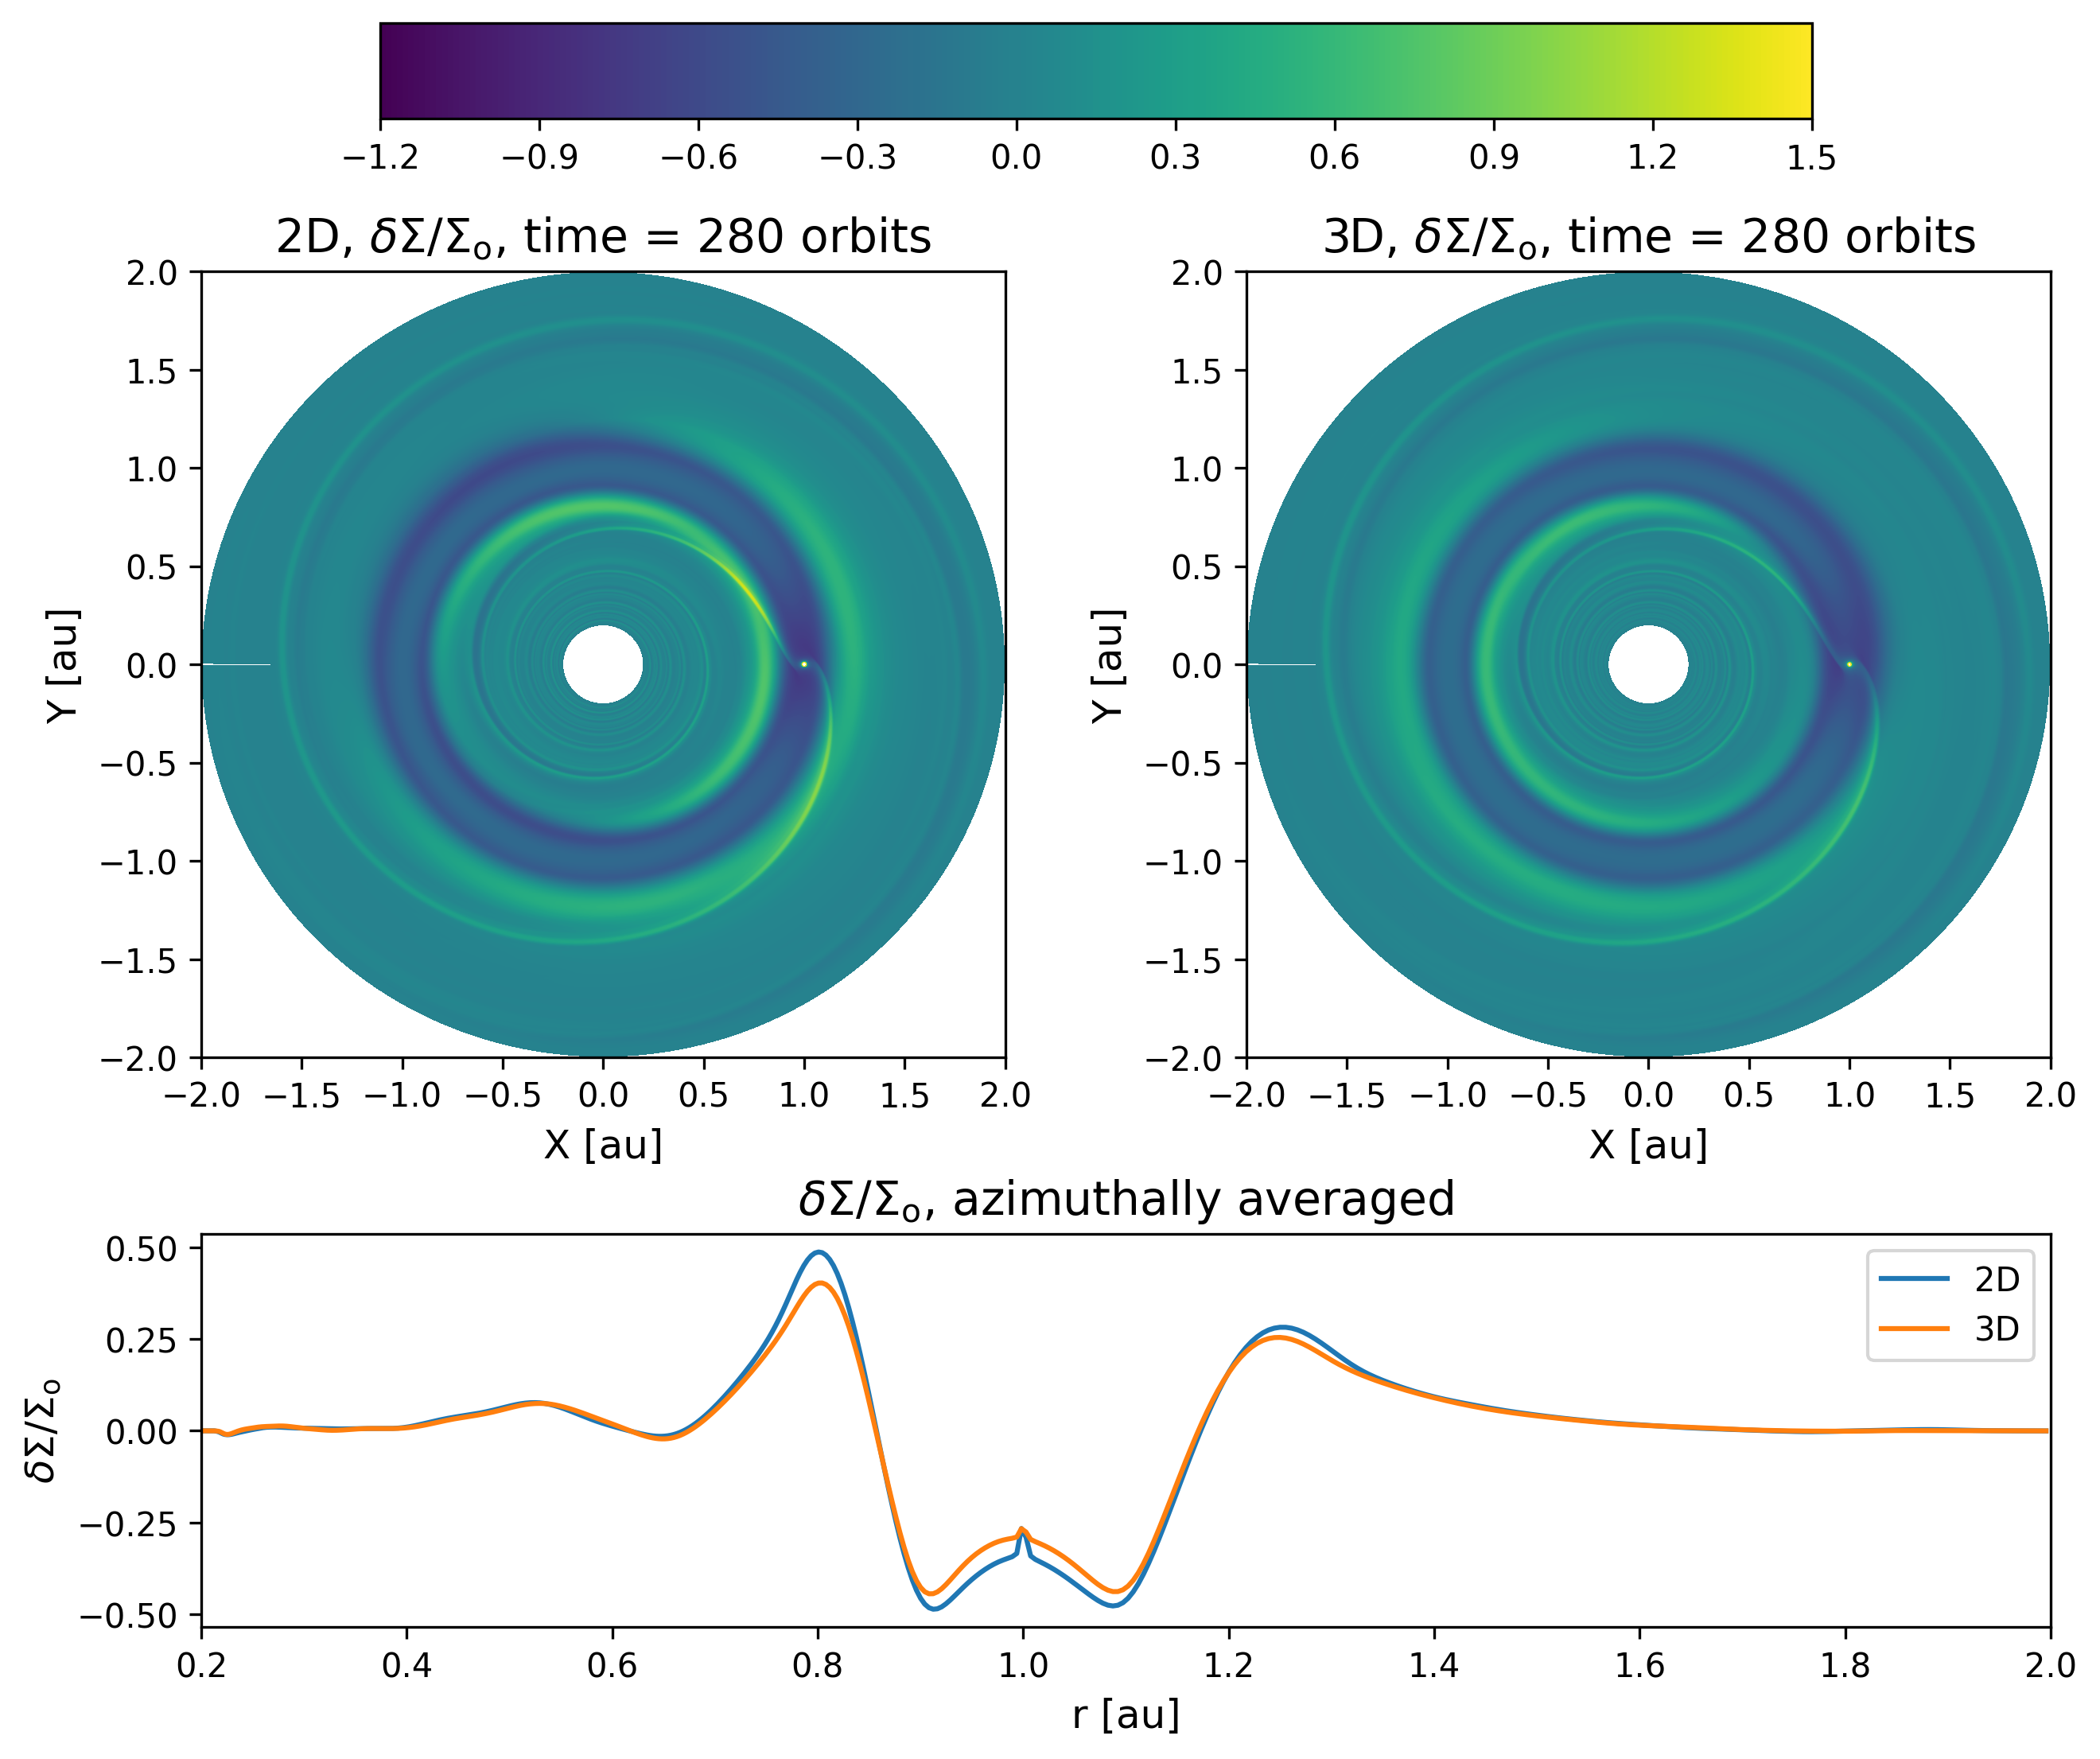 −1.2 −0.9 −0.6 −0.3 0.0 0.3 0.6 0.9 1.2 1.5
2D, δΣ/Σo, time = 280 orbits
2.0
1.5
1.0
0.5
0.0
−0.5
−1.0
−1.5
−2.0
Y [au]
−2.0 −1.5 −1.0 −0.5 0.0 0.5 1.0 1.5 2.0
X [au]
3D, δΣ/Σo, time = 280 orbits
2.0
1.5
1.0
0.5
0.0
−0.5
−1.0
−1.5
−2.0
Y [au]
−2.0 −1.5 −1.0 −0.5 0.0 0.5 1.0 1.5 2.0
X [au]
δΣ/Σo, azimuthally averaged
0.50
0.25
0.00
−0.25
−0.50
δΣ/Σo
2D
3D
0.2 0.4 0.6 0.8 1.0 1.2 1.4 1.6 1.8 2.0
r [au]